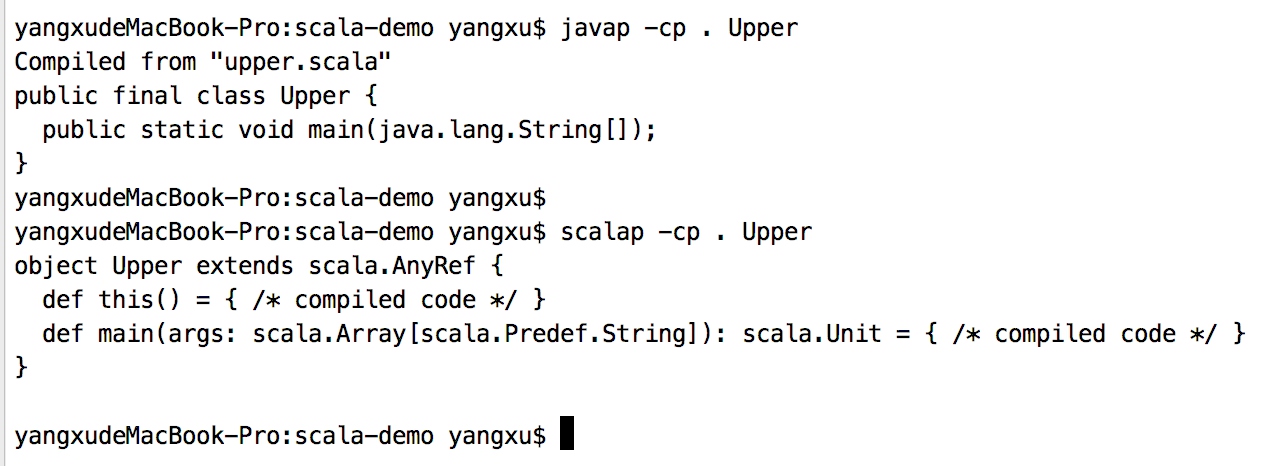 yangxudeMacBook-Pro:scala-demo yangxu$ javap -cp . Upper
Compiled from "upper.scala"
public final class Upper {
  public static void main(java.lang.String[]);
}
yangxudeMacBook-Pro:scala-demo yangxu$
yangxudeMacBook-Pro:scala-demo yangxu$ scalap -cp . Upper
object Upper extends scala.AnyRef {
  def this() = { /* compiled code */ }
  def main(args: scala.Array[scala.Predef.String]): scala.Unit = { /* compiled code */ }
}
yangxudeMacBook-Pro:scala-demo yangxu$